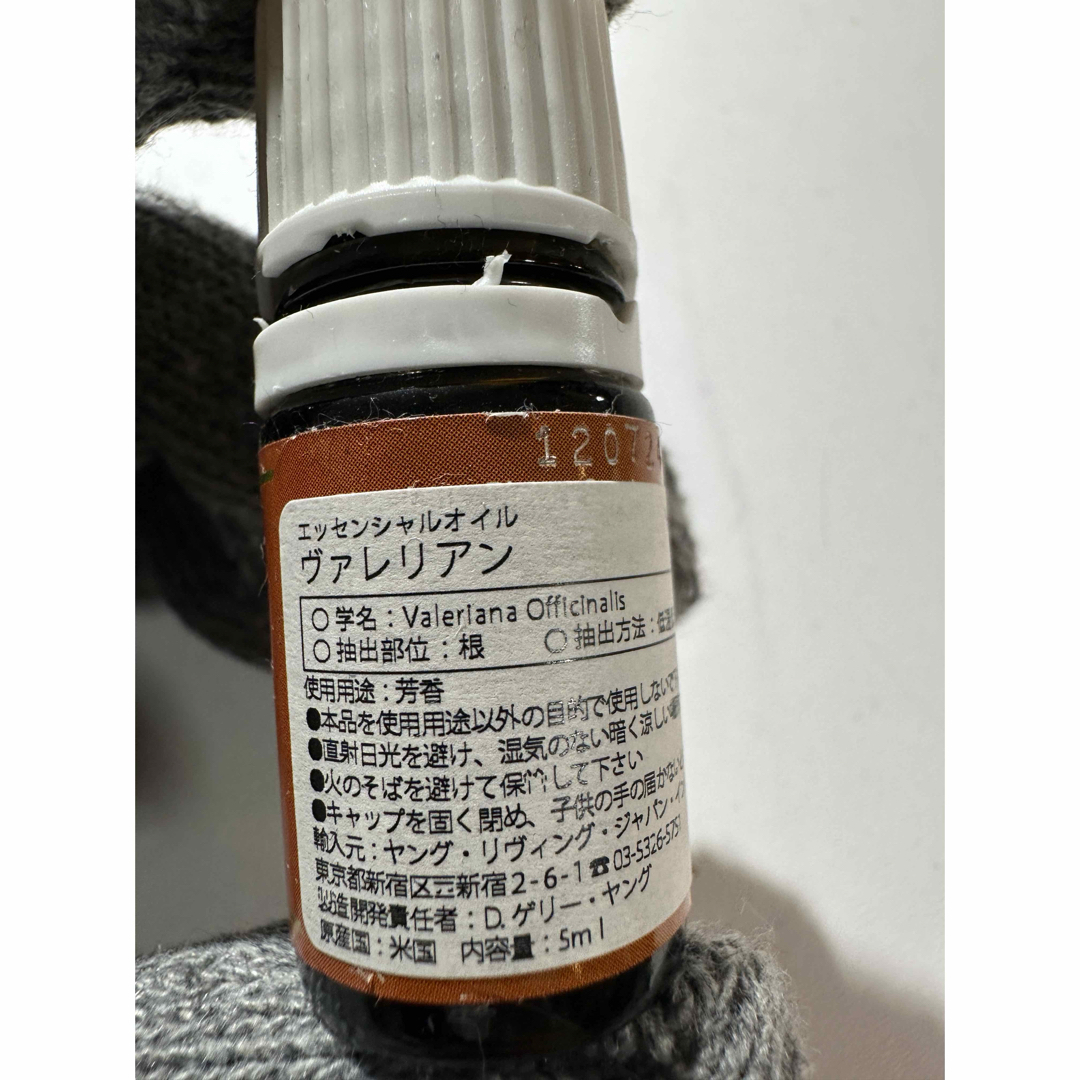 12072
エッセンシャルオイル
ヴァレリアン
○学名：Valeriana Officinalis
○抽出部位：根 ○抽出方法：
使用用途：芳香
●本品を使用用途以外の目的で使用しないで
●直射日光を避け、湿気のない暗く涼しい
●火のそばを避けて保管して下さい
●キャップを固く閉め、子供の手の届かない
輸入元：ヤング・リヴィング・ジャパン・イ
東京都新宿区西新宿2-6-1☎03-5326-5751
製造開発責任者：D.ゲリー・ヤング
原産国：米国 内容量：5ml